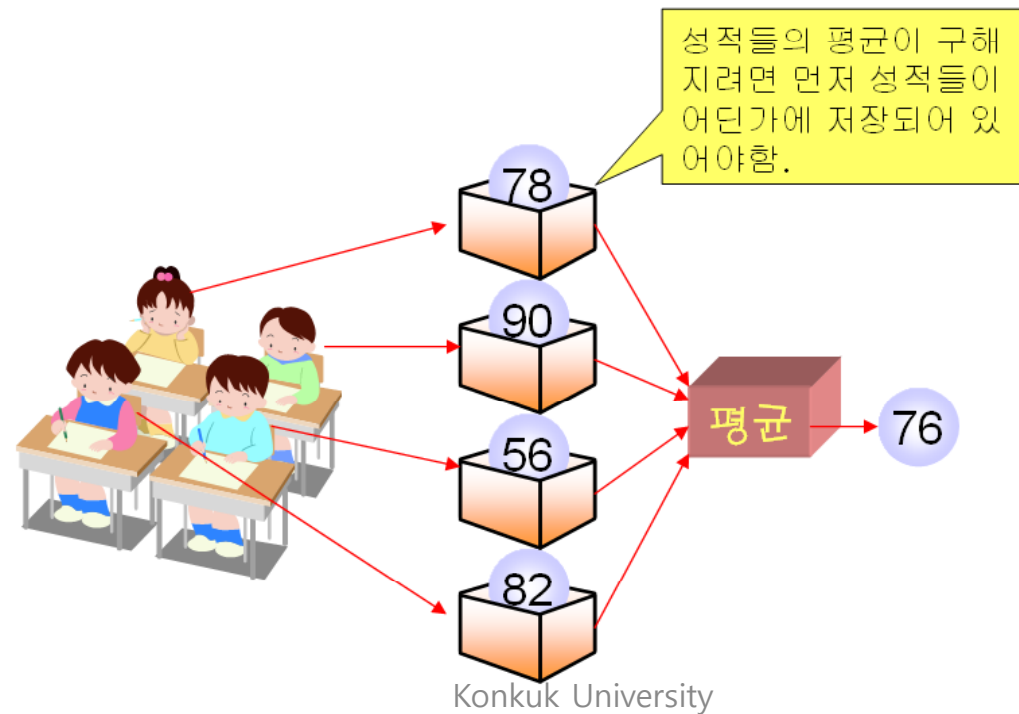 성적들의 평균이 구해
지려면 먼저 성적들이
어딘가에 저장되어 있
어야함.
78
90
56
82
평균
76
Konkuk University